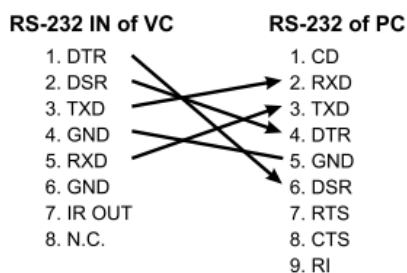 RS-232 IN of VC
1. DTR
2. DSR
3. TXD
4. GND
5. RXD
6. GND
7. IR OUT
8. N.C.
RS-232 of PC
1. CD
2. RXD
3. TXD
4. DTR
5. GND
6. DSR
7. RTS
8. CTS
9. RI